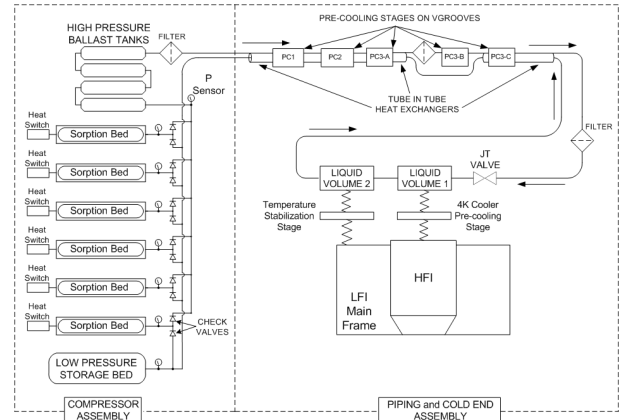 HIGH PRESSURE
BALLAST TANKS
FILTER
P
Sensor
Heat
Switch
Sorption Bed
Heat
Switch
Sorption Bed
Heat
Switch
Sorption Bed
Heat
Switch
Sorption Bed
Heat
Switch
Sorption Bed
Heat
Switch
Sorption Bed
CHECK
VALVES
LOW PRESSURE
STORAGE BED
COMPRESSOR
ASSEMBLY
PRE-COOLING STAGES ON VGROOVES
PC1
PC2
PC3-A
PC3-B
PC3-C
TUBE IN TUBE
HEAT EXCHANGERS
FILTER
JT
VALVE
LIQUID
VOLUME 2
LIQUID
VOLUME 1
Temperature
Stabilization
Stage
4K Cooler
Pre-cooling
Stage
HFI
LFI
Main
Frame
PIPING and COLD END
ASSEMBLY